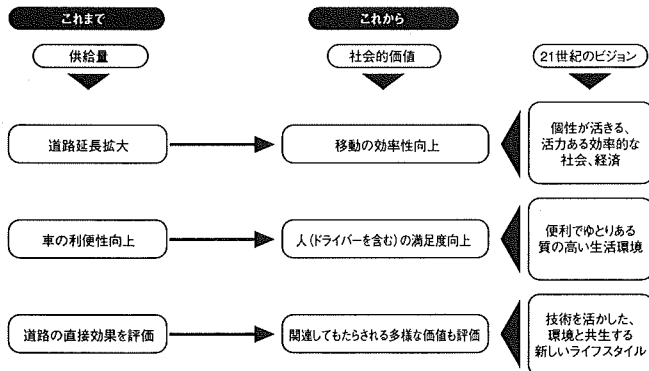 これまで
これから
供給量
社会的価値
21世紀のビジョン
道路延長拡大
移動の効率性向上
個性が活きる、
活力ある効率的な
社会、経済
車の利便性向上
人(ドライバーを含む)の満足度向上
便利でゆとりある
質の高い生活環境
道路の直接効果を評価
関連してもたらされる多様な価値も評価
技術を活かした、
環境と共生する
新しいライフスタイル